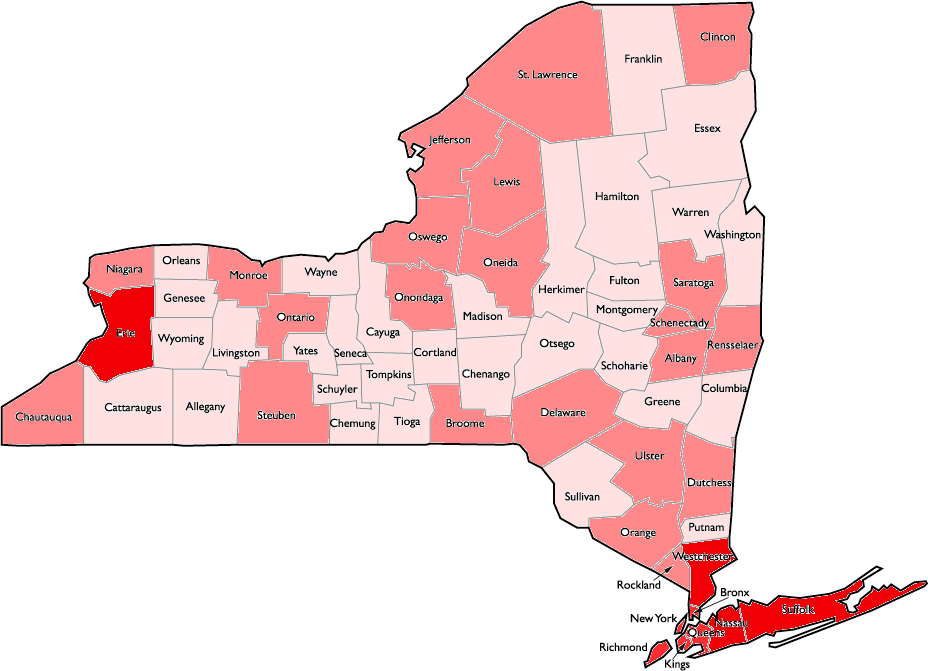 Clinton
Franklin
St. Lawrence
Essex
Jefferson
Lewis
Hamilton
Warren
Washington
Oswego
Oneida
Orleans
Niagara
Monroe
Wayne
Fulton
Saratoga
Herkimer
Genesee
Onondaga
Montgomery
Madison
Ontario
Schenectady
Erie
Cayuga
Wyoming
Otsego
Rensselaer
Livingston
Yates
Seneca
Cortland
Albany
Schoharie
Tompkins
Chenango
Schuyler
Columbia
Greene
Cattaraugus
Allegany
Delaware
Chautauqua
Steuben
Chemung
Tioga
Broome
Ulster
Dutchess
Sullivan
Putnam
Orange
Westchester
Rockland
Bronx
Suffolk
New York
Nassau
Queens
Richmond
Kings